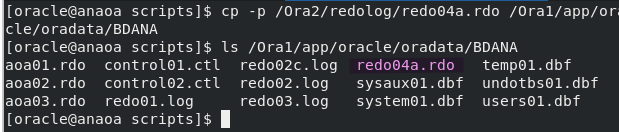 [oracle@anaoa scripts]$ cp -p /Ora2/redolog/redo04a.rdo /Ora1/app/ora
cle/oradata/BDANA
[oracle@anaoa scripts]$ ls /Ora1/app/oracle/oradata/BDANA
aoa01.rdo  control01.ctl  redo02c.log  redo04a.rdo   temp01.dbf
aoa02.rdo  control02.ctl  redo02.log   sysaux01.dbf  undotbs01.dbf
aoa03.rdo  redo01.log     redo03.log   system01.dbf  users01.dbf
[oracle@anaoa scripts]$